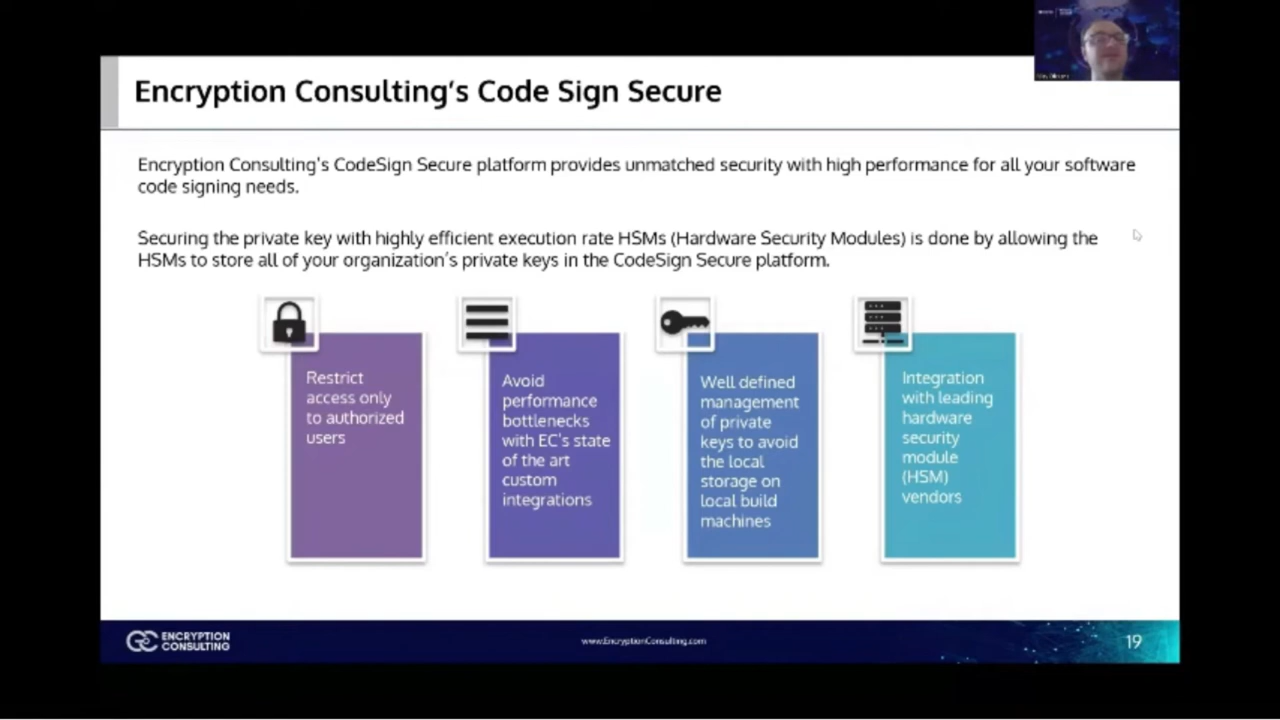 Encryption Consulting's Code Sign Secure
Encryption Consulting's CodeSign Secure platform provides unmatched security with high performance for all your software
code signing needs.
Securing the private key with highly efficient execution rate HSMs (Hardware Security Modules) is done by allowing the
HSMs to store all of your organization's private keys in the CodeSign Secure platform.
Restrict
access only
to authorized
users
Avoid
performance
bottlenecks
with EC's state
of the art
custom
integrations
Well defined
management
of private
keys to avoid
the local
storage on
local build
machines
Integration
with leading
hardware
security
module
(HSM)
vendors
ENCRYPTION
CONSULTING
www.EncryptionConsulting.com
19